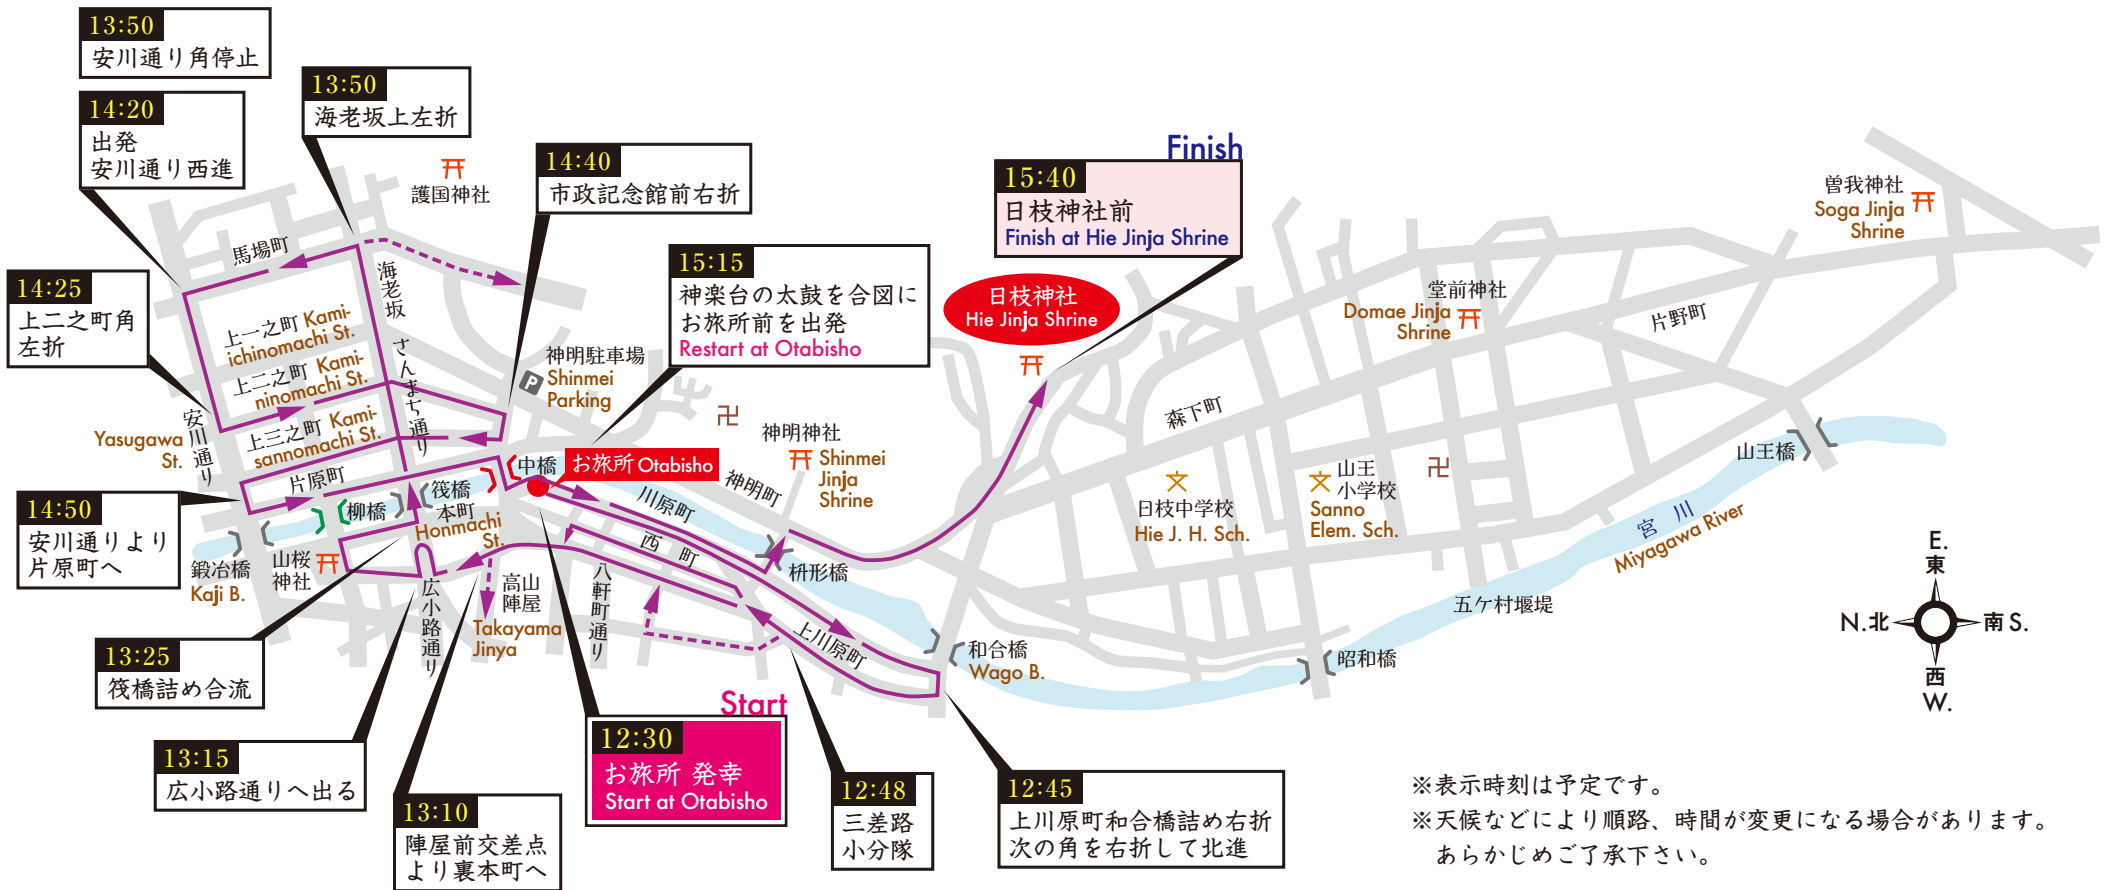 13:50
安川通り角停止
14:20
出発
安川通り西進
13:50
海老坂上左折
護国神社
14:40
市政記念館前右折
Finish
15:40
日枝神社前
Finish at Hie Jinja Shrine
15:15
神楽台の太鼓を合図に
お旅所前を出発
Restart at Otabisho
日枝神社
Hie Jinja Shrine
曽我神社
Soga Jinja
Shrine
堂前神社
Domae Jinja
Shrine
片野町
馬場町
海老坂
14:25
上二之町角
左折
上一之町 Kami-
ichinomachi St.
上二之町 Kami-
ninomachi St.
上三之町 Kami-
sannomachi St.
さんまち通り
神明駐車場
P Shinmei
Parking
安川通り
Yasugawa
St.
片原町
中橋
お旅所 Otabisho
神明神社
Shinmei
Jinja
Shrine
神明町
森下町
日枝中学校
Hie J. H. Sch.
山王
小学校
Sanno
Elem. Sch.
山王橋
宮川
Miyagawa River
14:50
安川通りより
片原町へ
柳橋
筏橋
本町
Honmachi
St.
川原町
西町
枡形橋
鍛冶橋
Kaji B.
山桜
神社
広小路通り
高山
陣屋
Takayama
Jinya
八軒町通り
上川原町
和合橋
Wago B.
五ケ村堰堤
昭和橋
E.
東
N.北
南S.
西
W.
13:25
筏橋詰め合流
13:15
広小路通りへ出る
13:10
陣屋前交差点
より裏本町へ
Start
12:30
お旅所 発幸
Start at Otabisho
12:48
三差路
小分隊
12:45
上川原町和合橋詰め右折
次の角を右折して北進
※表示時刻は予定です。
※天候などにより順路、時間が変更になる場合があります。
あらかじめご了承下さい。